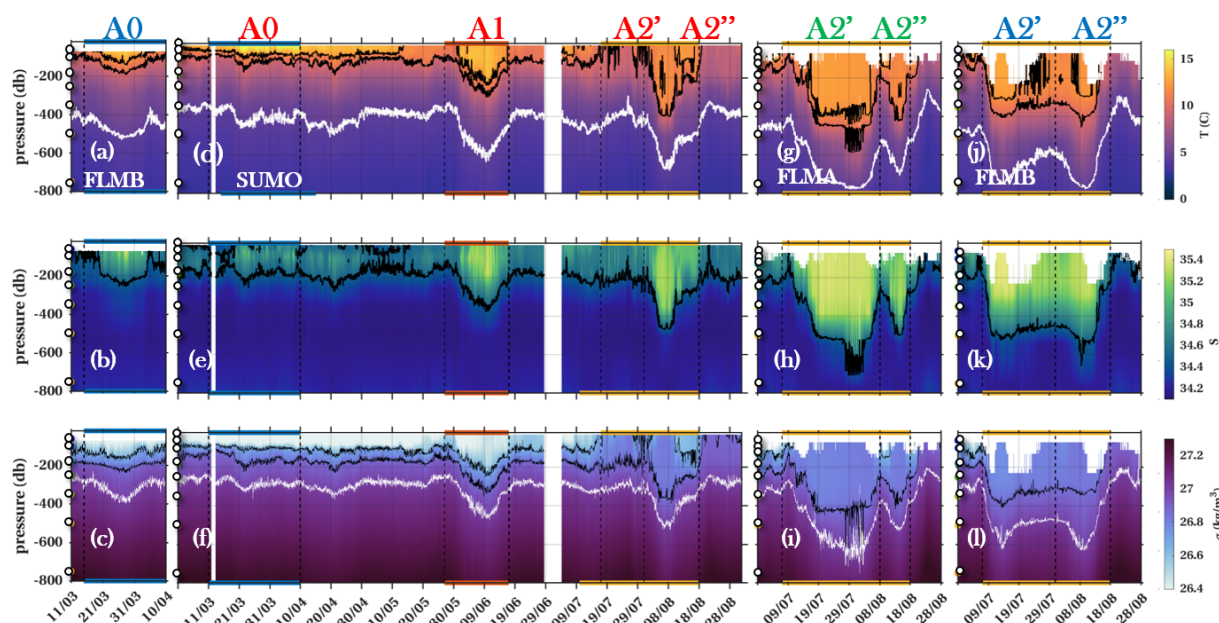 A0 A0 A1 A2' A2'' A2' A2'' A2' A2''
pressure (db)
-200
-400
-600
-800
(a) (d) (g) (j)
FLMB SUMO FLMA FLMB
15
10
5
0
T (C)
pressure (db)
-200
-400
-600
-800
(b) (e) (h) (k)
35.4
35.2
35
34.8
34.6
34.4
34.2
S
pressure (db)
-200
-400
-600
-800
(c) (f) (i) (l)
27.2
27
26.8
26.6
26.4
σ (kg/m³)
11/03 21/03 31/03 10/04 11/03 21/03 31/03 10/04 20/04 30/04 10/05 20/05 30/05 09/06 19/06 29/06 09/07 19/07 29/07 08/08 18/08 28/08 09/07 19/07 29/07 08/08 18/08 28/08 09/07 19/07 29/07 08/08 18/08 28/08